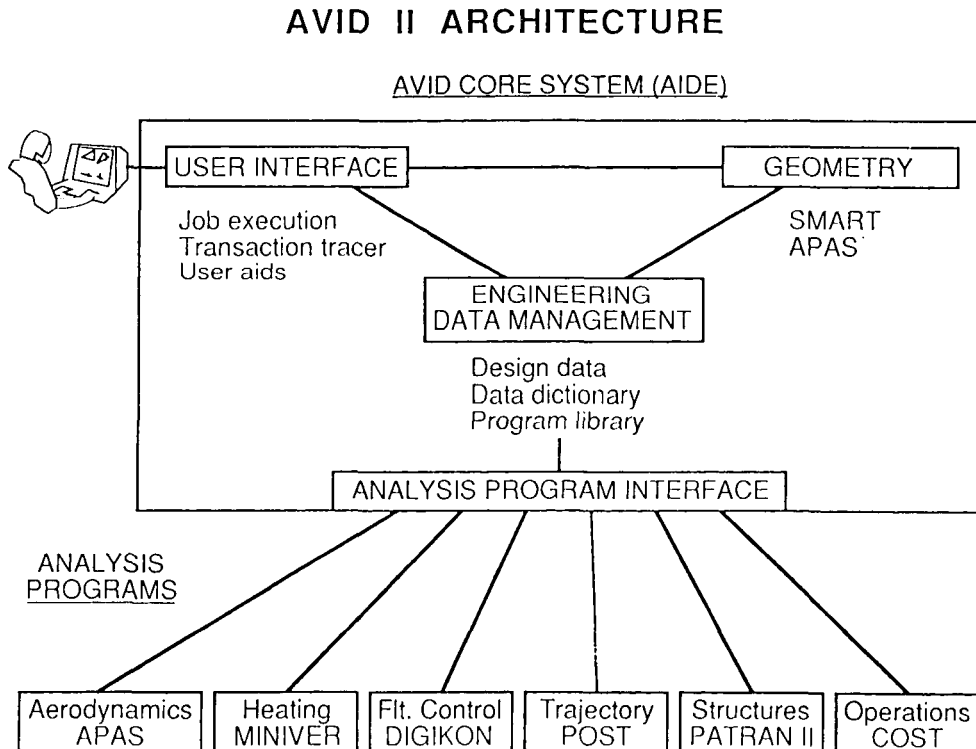 AVID II ARCHITECTURE
AVID CORE SYSTEM (AIDE)
USER INTERFACE
GEOMETRY
Job execution
Transaction tracer
User aids
SMART
APAS
ENGINEERING
DATA MANAGEMENT
Design data
Data dictionary
Program library
ANALYSIS PROGRAM INTERFACE
ANALYSIS
PROGRAMS
Aerodynamics
APAS
Heating
MINIVER
Flt. Control
DIGIKON
Trajectory
POST
Structures
PATRAN II
Operations
COST